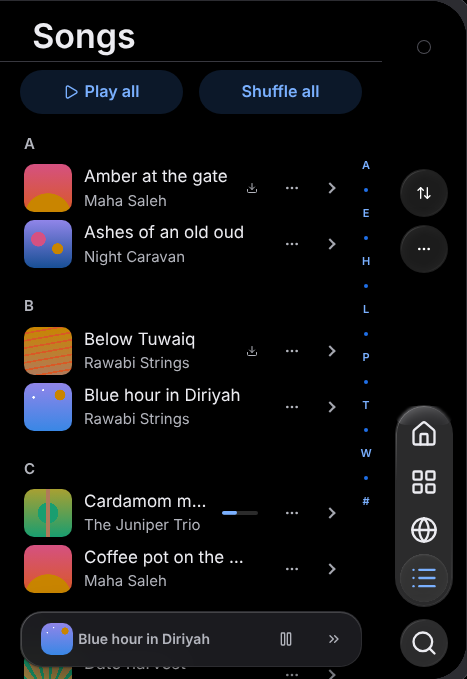 Songs
Play all
Shuffle all
A
Amber at the gate
Maha Saleh
Ashes of an old oud
Night Caravan
B
Below Tuwaiq
Rawabi Strings
Blue hour in Diriyah
Rawabi Strings
C
Cardamom m...
The Juniper Trio
Coffee pot on the ...
Maha Saleh
Blue hour in Diriyah
Date harvest
A
E
H
L
P
T
W
#